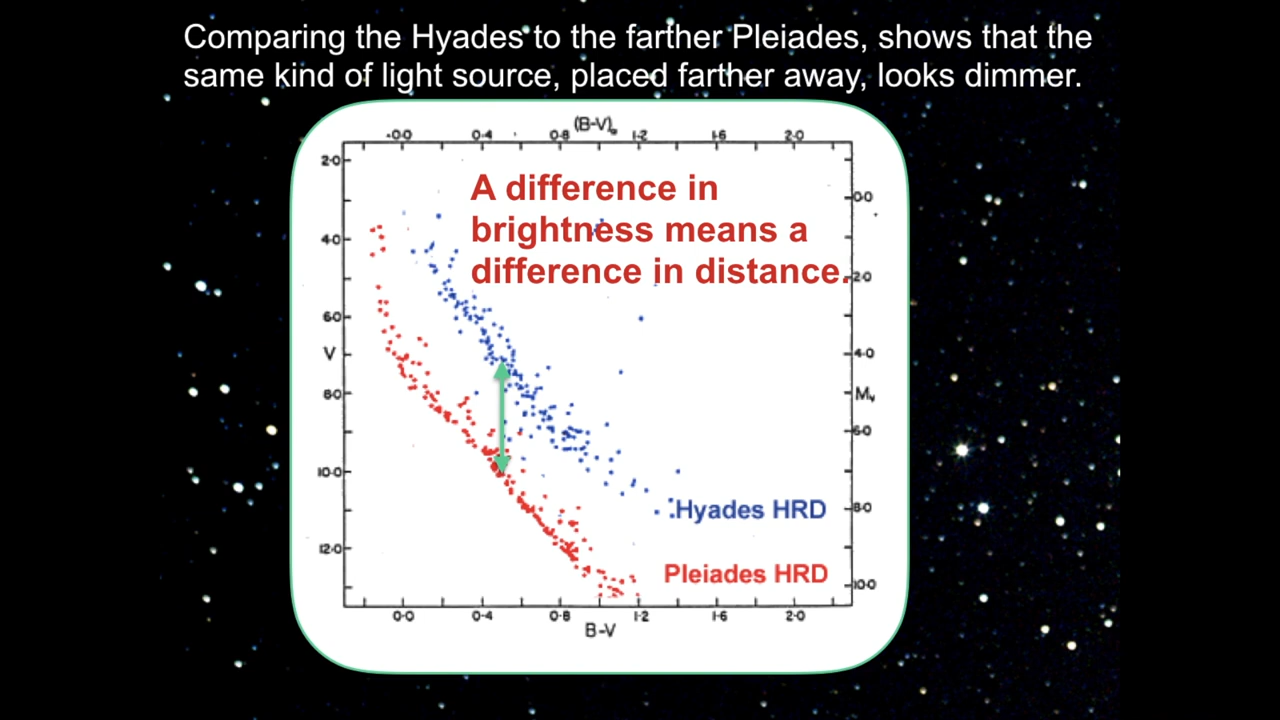 Comparing the Hyades to the farther Pleiades, shows that the
same kind of light source, placed farther away, looks dimmer.
(B-V)₀
-0·0 0·4 0·8 1·2 1·6 2·0
A difference in
brightness means a
difference in distance.
2·0
4·0
6·0
V
8·0
10·0
12·0
0·0
2·0
4·0
Mv
6·0
8·0
10·0
Hyades HRD
Pleiades HRD
0·0 0·4 0·8 1·2 1·6 2·0
B-V